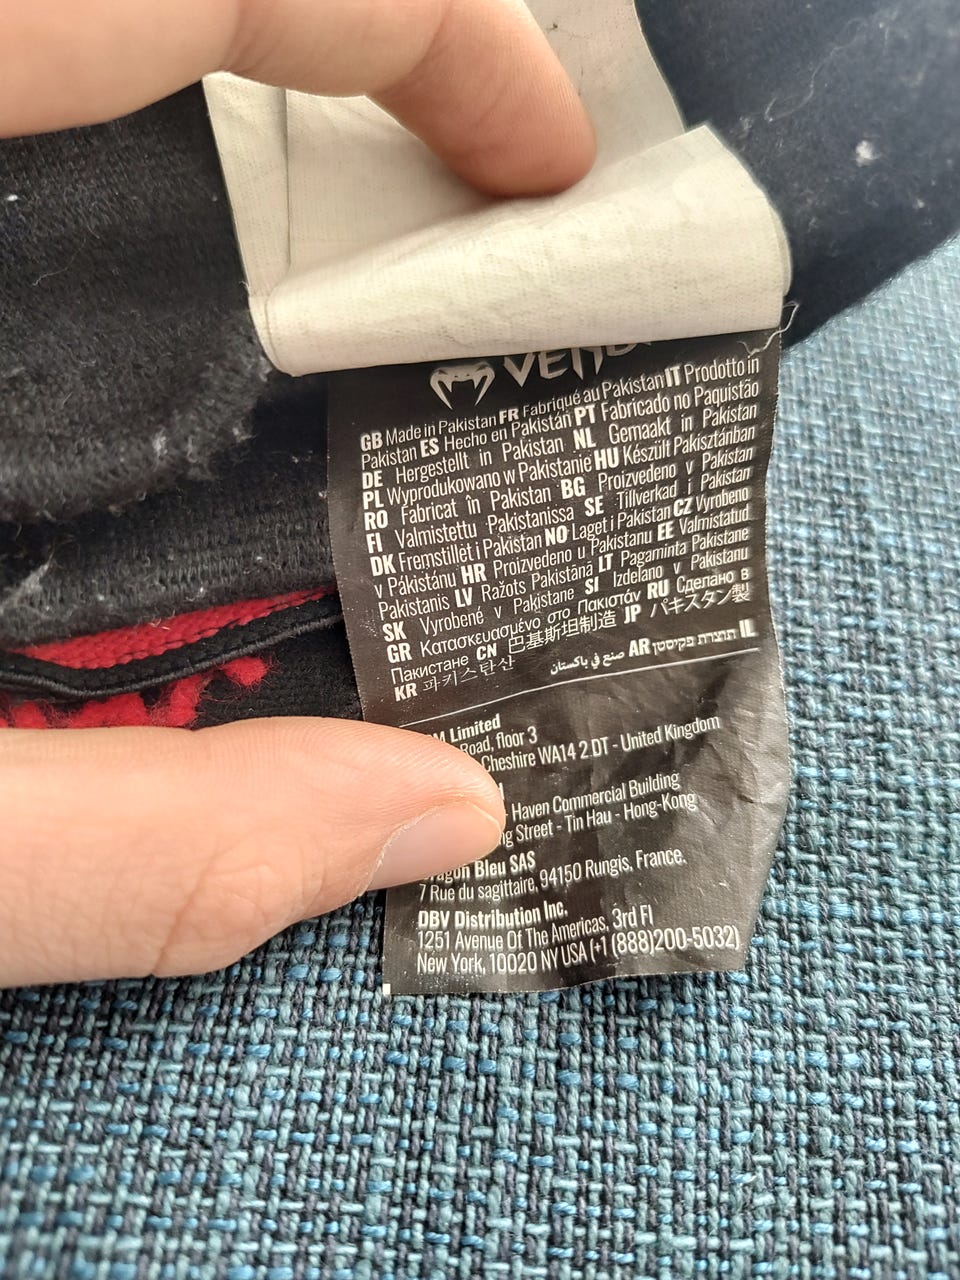 GB Made in Pakistan FR Fabriqué au Pakistan IT Prodotto in
Pakistan ES Hecho en Pakistán PT Fabricado no Paquistão
DE Hergestellt in Pakistan NL Gemaakt in Pakistan
PL Wyprodukowano w Pakistanie HU Készült Pakisztánban
RO Fabricat în Pakistan BG Proizvedeno v Pakistan
FI Valmistettu Pakistanissa SE Tillverkad i Pakistan
DK Fremstillet i Pakistan NO Laget i Pakistan CZ Vyrobeno
v Pákistánu HR Proizvedeno u Pakistanu EE Valmistatud
Pakistanis LV Ražots Pakistānā LT Pagaminta Pakistane
SK Vyrobené v Pakistane SI Izdelano v Pakistanu
GR Κατασκευασμένο στο Πακιστάν RU Сделано в
Пакистане CN 巴基斯坦制造 JP パキスタン製
KR 파키스탄산 صنع في باكستان AR תוצרת פקיסטן IL
Limited
Road, floor 3
Cheshire WA14 2DT - United Kingdom
Haven Commercial Building
Street - Tin Hau - Hong-Kong
Bleu SAS
7 Rue du sagittaire, 94150 Rungis, France.
DBV Distribution Inc.
1251 Avenue Of The Americas, 3rd Fl
New York, 10020 NY USA (+1 (888)200-5032)